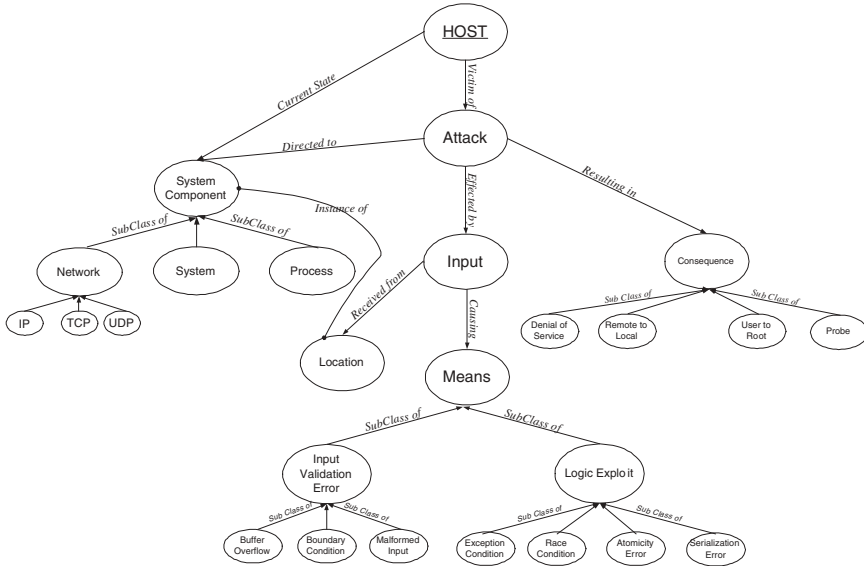 HOST
Current State
Victim of
Attack
Directed to
Resulting in
System
Component
Effected by
Instance of
SubClass of
SubClass of
Network
System
Process
Input
Consequence
Received from
Causing
Sub Class of
Sub Class of
IP
TCP
UDP
Denial of
Service
Remote to
Local
User to
Root
Probe
Location
Means
SubClass of
SubClass of
Input
Validation
Error
Logic Exploit
Sub Class of
Sub Class of
Sub Class of
Sub Class of
Buffer
Overflow
Boundary
Condition
Malformed
Input
Exception
Condition
Race
Condition
Atomicity
Error
Serialization
Error